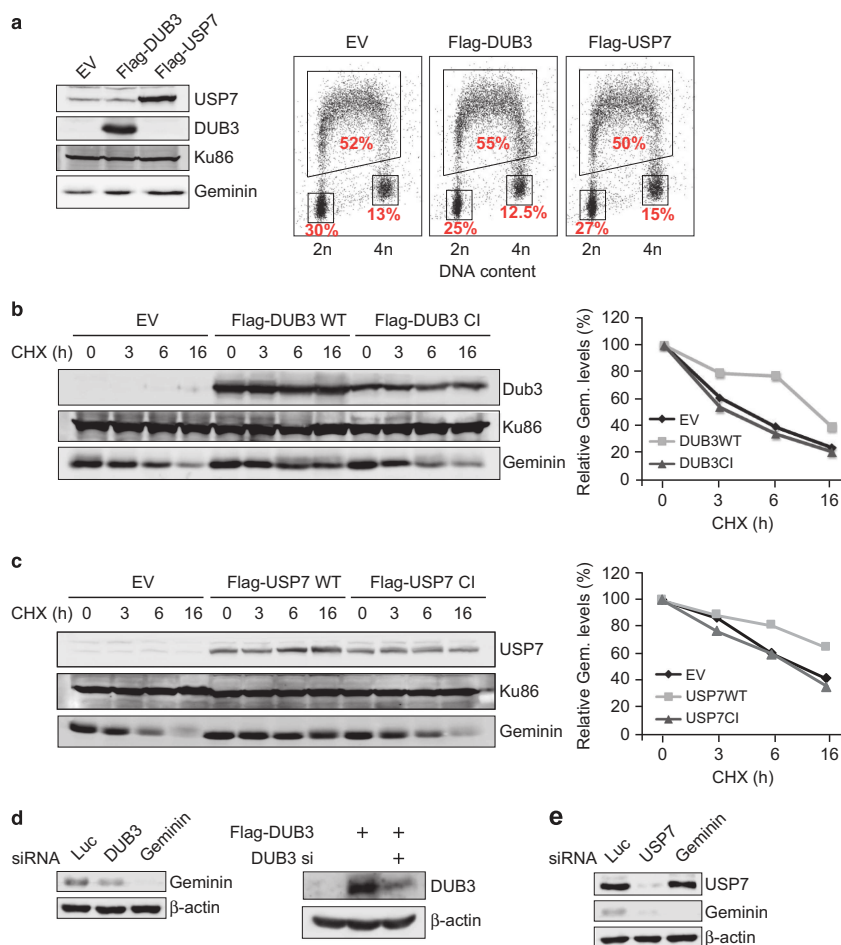 a
EV Flag-DUB3 Flag-USP7
USP7
DUB3
Ku86
Geminin
EV Flag-DUB3 Flag-USP7
52% 55% 50%
30% 13% 25% 12.5% 27% 15%
2n 4n 2n 4n 2n 4n
DNA content
b
EV Flag-DUB3 WT Flag-DUB3 CI
CHX (h) 0 3 6 16 0 3 6 16 0 3 6 16
Dub3
Ku86
Geminin
Relative Gem. levels (%)
120
100
80
60
40
20
0
EV
DUB3WT
DUB3CI
0 3 6 16
CHX (h)
c
EV Flag-USP7 WT Flag-USP7 CI
CHX (h) 0 3 6 16 0 3 6 16 0 3 6 16
USP7
Ku86
Geminin
Relative Gem. levels (%)
120
100
80
60
40
20
0
EV
USP7WT
USP7CI
0 3 6 16
CHX (h)
d
siRNA Luc DUB3 Geminin
Geminin
β-actin
Flag-DUB3 + +
DUB3 si +
DUB3
β-actin
e
siRNA Luc USP7 Geminin
USP7
Geminin
β-actin